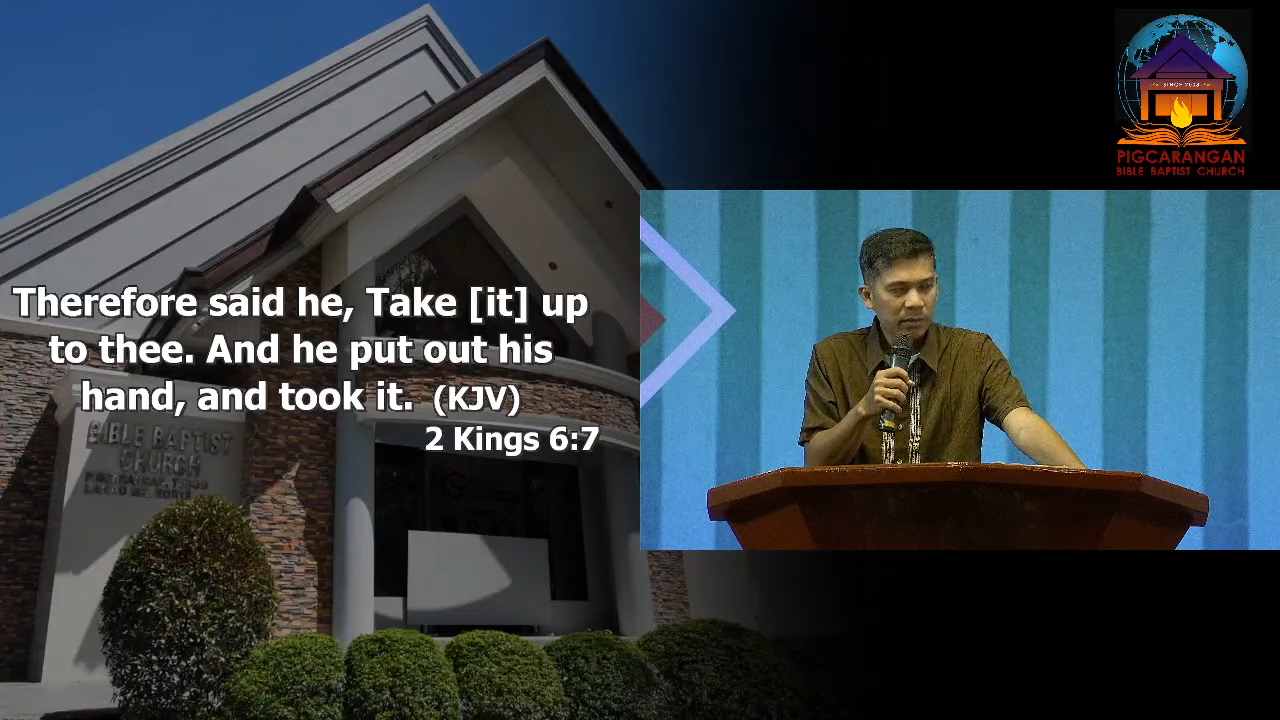 Therefore said he, Take [it] up
to thee. And he put out his
hand, and took it. (KJV)
2 Kings 6:7
BIBLE BAPTIST
CHURCH
PIGCARANGAN
BIBLE BAPTIST CHURCH